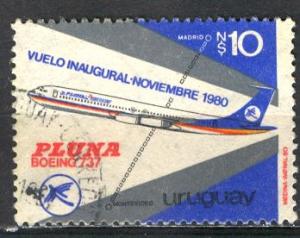 MADRID
N$ 10
VUELO INAUGURAL-NOVIEMBRE 1980
PLUNA
BOEING 737
MONTEVIDEO
uruguay